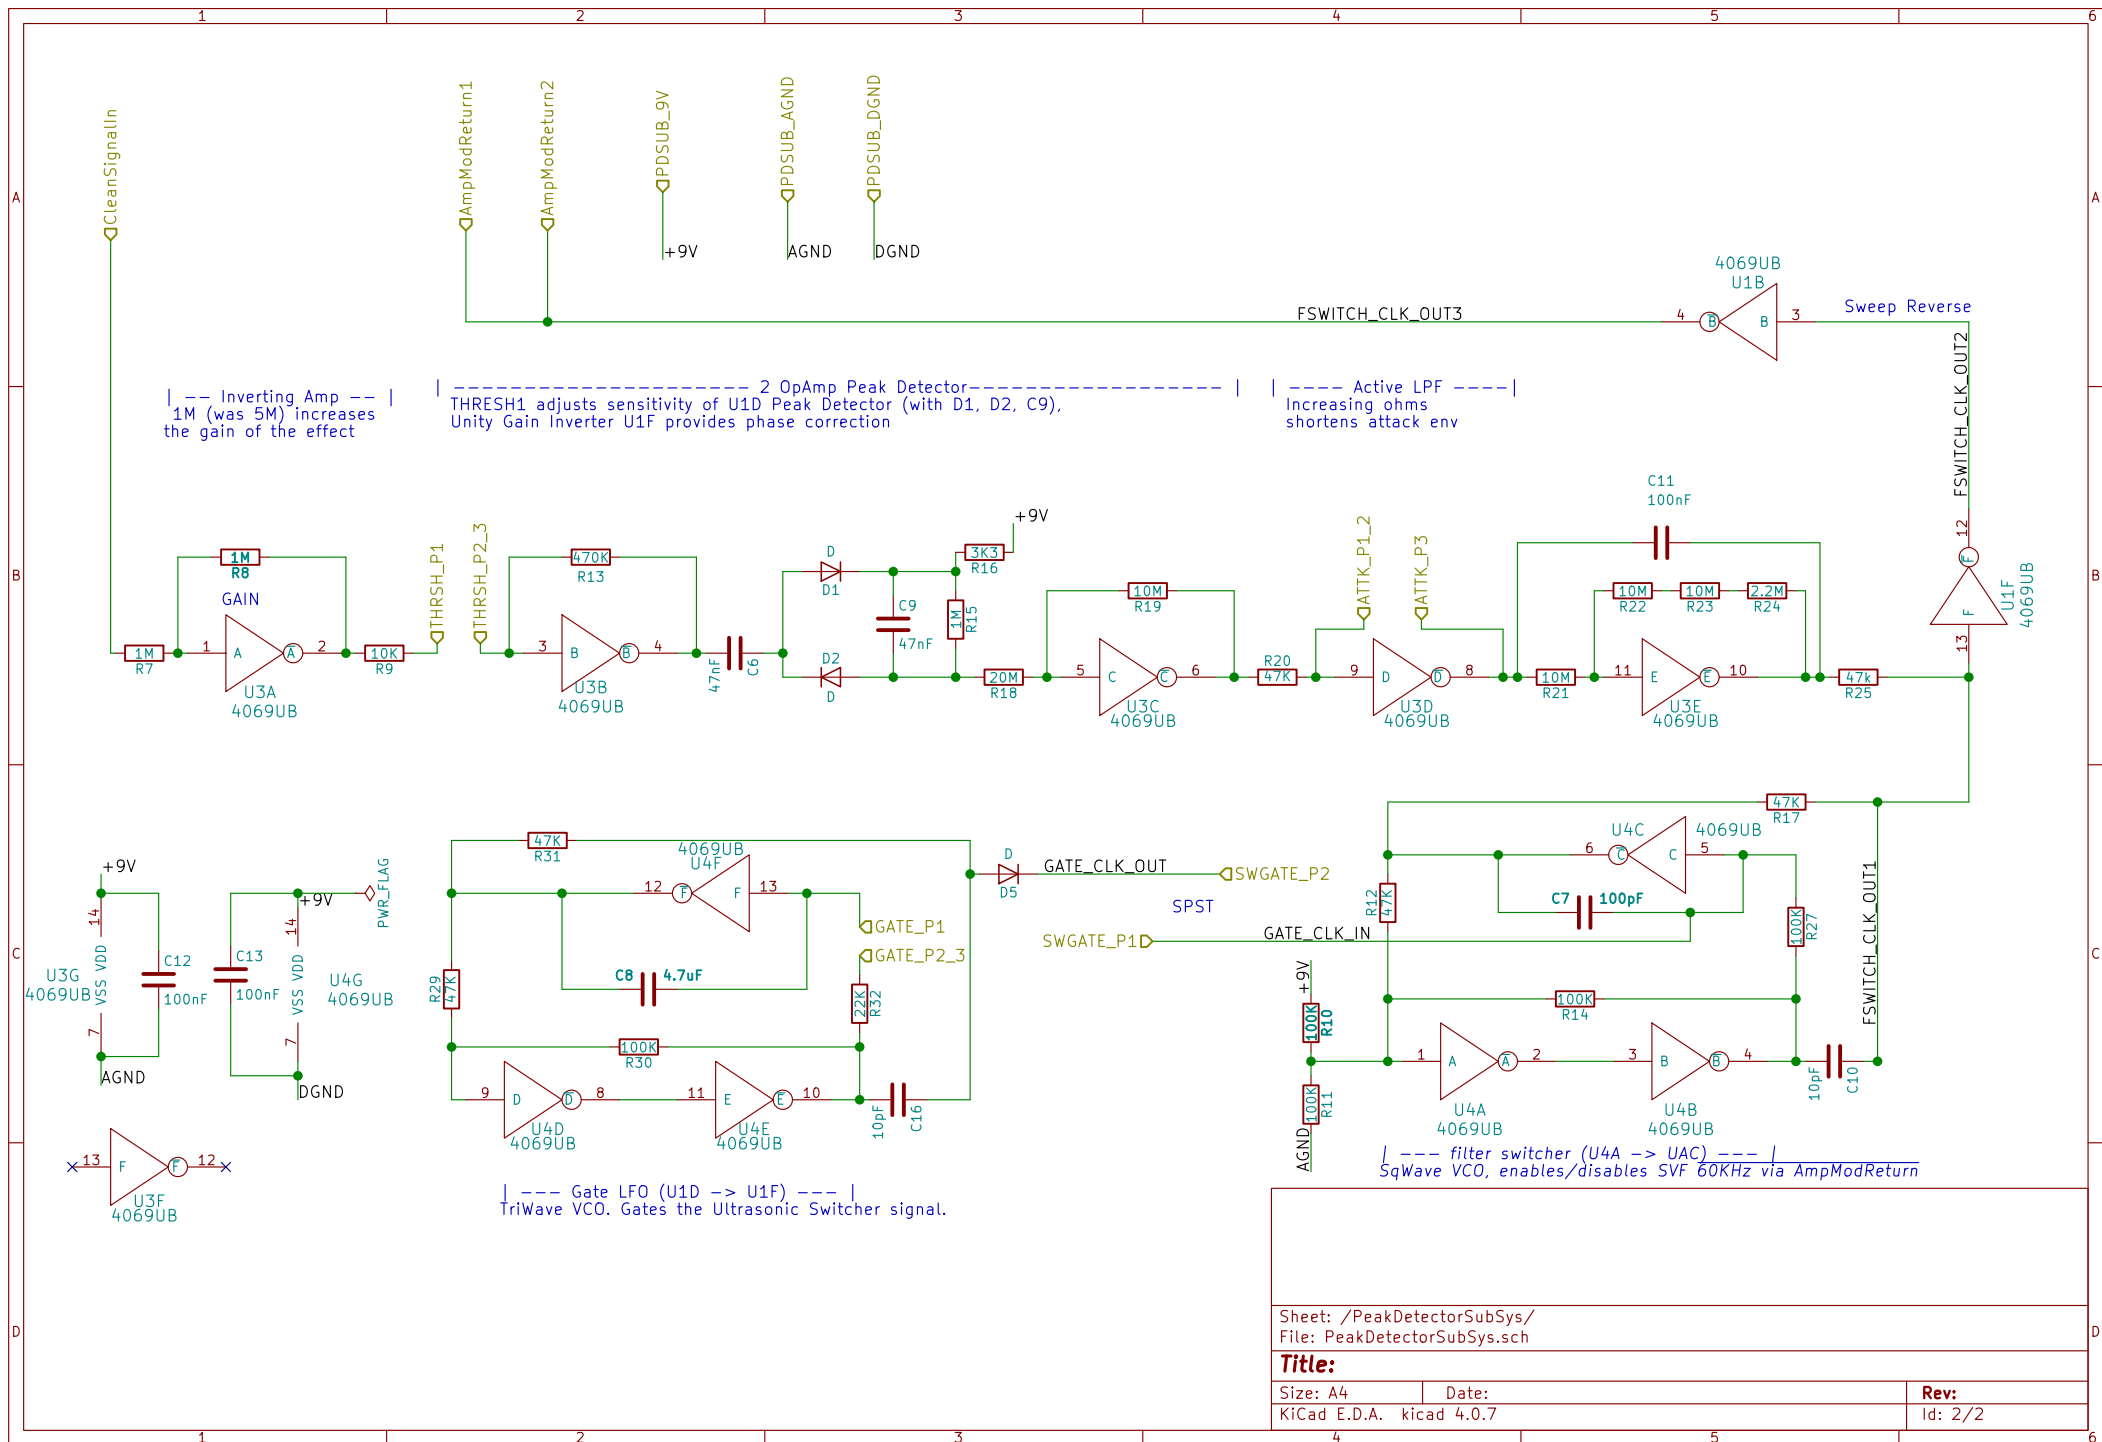 1 2 3 4 5 6
A
B
C
D
A
B
C
D
1 2 3 4 5 6
CleanSignalIn
AmpModReturn1
AmpModReturn2
PDSUB_9V
PDSUB_AGND
PDSUB_DGND
+9V
AGND
DGND
FSWITCH_CLK_OUT3
4069UB
U1B
4
B
B
3
Sweep Reverse
FSWITCH_CLK_OUT2
| -- Inverting Amp -- |
1M (was 5M) increases
the gain of the effect
| --------------------- 2 OpAmp Peak Detector------------------ |
THRESH1 adjusts sensitivity of U1D Peak Detector (with D1, D2, C9),
Unity Gain Inverter U1F provides phase correction
| ---- Active LPF ----|
Increasing ohms
shortens attack env
1M
R8
GAIN
1M
R7
1
A
A
2
U3A
4069UB
10K
R9
THRSH_P1
THRSH_P2_3
470K
R13
3
B
B
4
U3B
4069UB
47nF
C6
D
D1
D2
D
C9
47nF
1M
R15
+9V
3K3
R16
20M
R18
10M
R19
5
C
C
6
U3C
4069UB
R20
47K
ATTK_P1_2
ATTK_P3
9
D
D
8
U3D
4069UB
10M
R21
C11
100nF
10M
R22
10M
R23
2.2M
R24
11
E
E
10
U3E
4069UB
47k
R25
12
F
F
13
U1F
4069UB
+9V
14
VSS VDD
7
U3G
4069UB
C12
100nF
AGND
C13
100nF
+9V
14
VSS VDD
7
U4G
4069UB
DGND
PWR_FLAG
13
F
F
12
U3F
4069UB
47K
R31
4069UB
U4F
12
F
F
13
R29
47K
C8
4.7uF
GATE_P1
GATE_P2_3
22K
R32
100K
R30
9
D
D
8
U4D
4069UB
11
E
E
10
U4E
4069UB
10pF
C16
D
D5
GATE_CLK_OUT
SWGATE_P2
SPST
SWGATE_P1
GATE_CLK_IN
| --- Gate LFO (U1D -> U1F) --- |
TriWave VCO. Gates the Ultrasonic Switcher signal.
47K
R17
U4C
4069UB
6
C
C
5
R12
47K
C7
100pF
100K
R27
FSWITCH_CLK_OUT1
+9V
100K
R10
100K
R11
AGND
100K
R14
1
A
A
2
U4A
4069UB
3
B
B
4
U4B
4069UB
10pF
C10
| --- filter switcher (U4A -> UAC) --- |
SqWave VCO, enables/disables SVF 60KHz via AmpModReturn
Sheet: /PeakDetectorSubSys/
File: PeakDetectorSubSys.sch
Title:
Size: A4 Date: Rev:
KiCad E.D.A. kicad 4.0.7 Id: 2/2